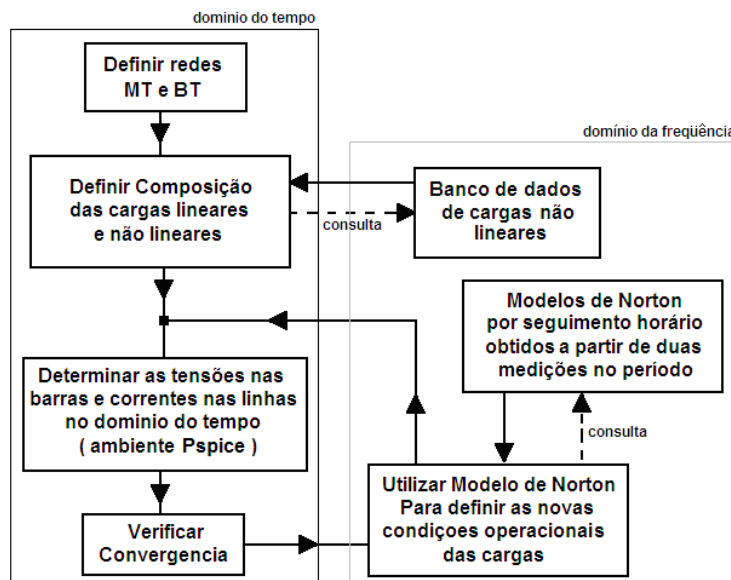 dominio do tempo
Definir redes
MT e BT
domínio da freqüência
Definir Composição
das cargas lineares
e não lineares
consulta
Banco de dados
de cargas não
lineares
Modelos de Norton
por seguimento horário
obtidos a partir de duas
medições no período
Determinar as tensões nas
barras e correntes nas linhas
no dominio do tempo
( ambiente Pspice )
consulta
Utilizar Modelo de Norton
Para definir as novas
condiçoes operacionais
das cargas
Verificar
Convergencia